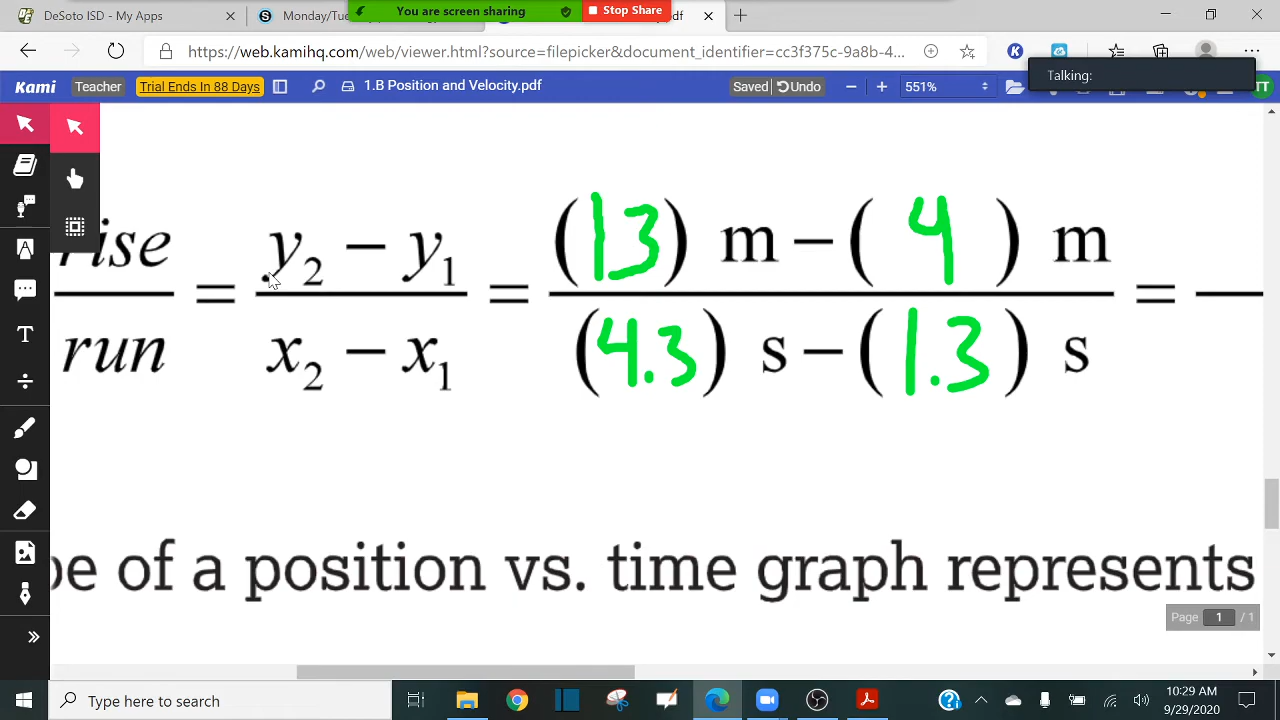 DeSoto - My App
Monday/Tue
You are screen sharing
Stop Share
.pdf
https://web.kamihq.com/web/viewer.html?source=filepicker&document_identifier=cc3f375c-9a8b-4...
Talking:
Kami Teacher Trial Ends In 88 Days 1.B Position and Velocity.pdf Saved Undo 551% TT
rise / run = y2 − y1 / x2 − x1 = (13) m − (4) m / (4.3) s − (1.3) s =
pe of a position vs. time graph represents
Page 1 / 1
Type here to search
10:29 AM
9/29/2020